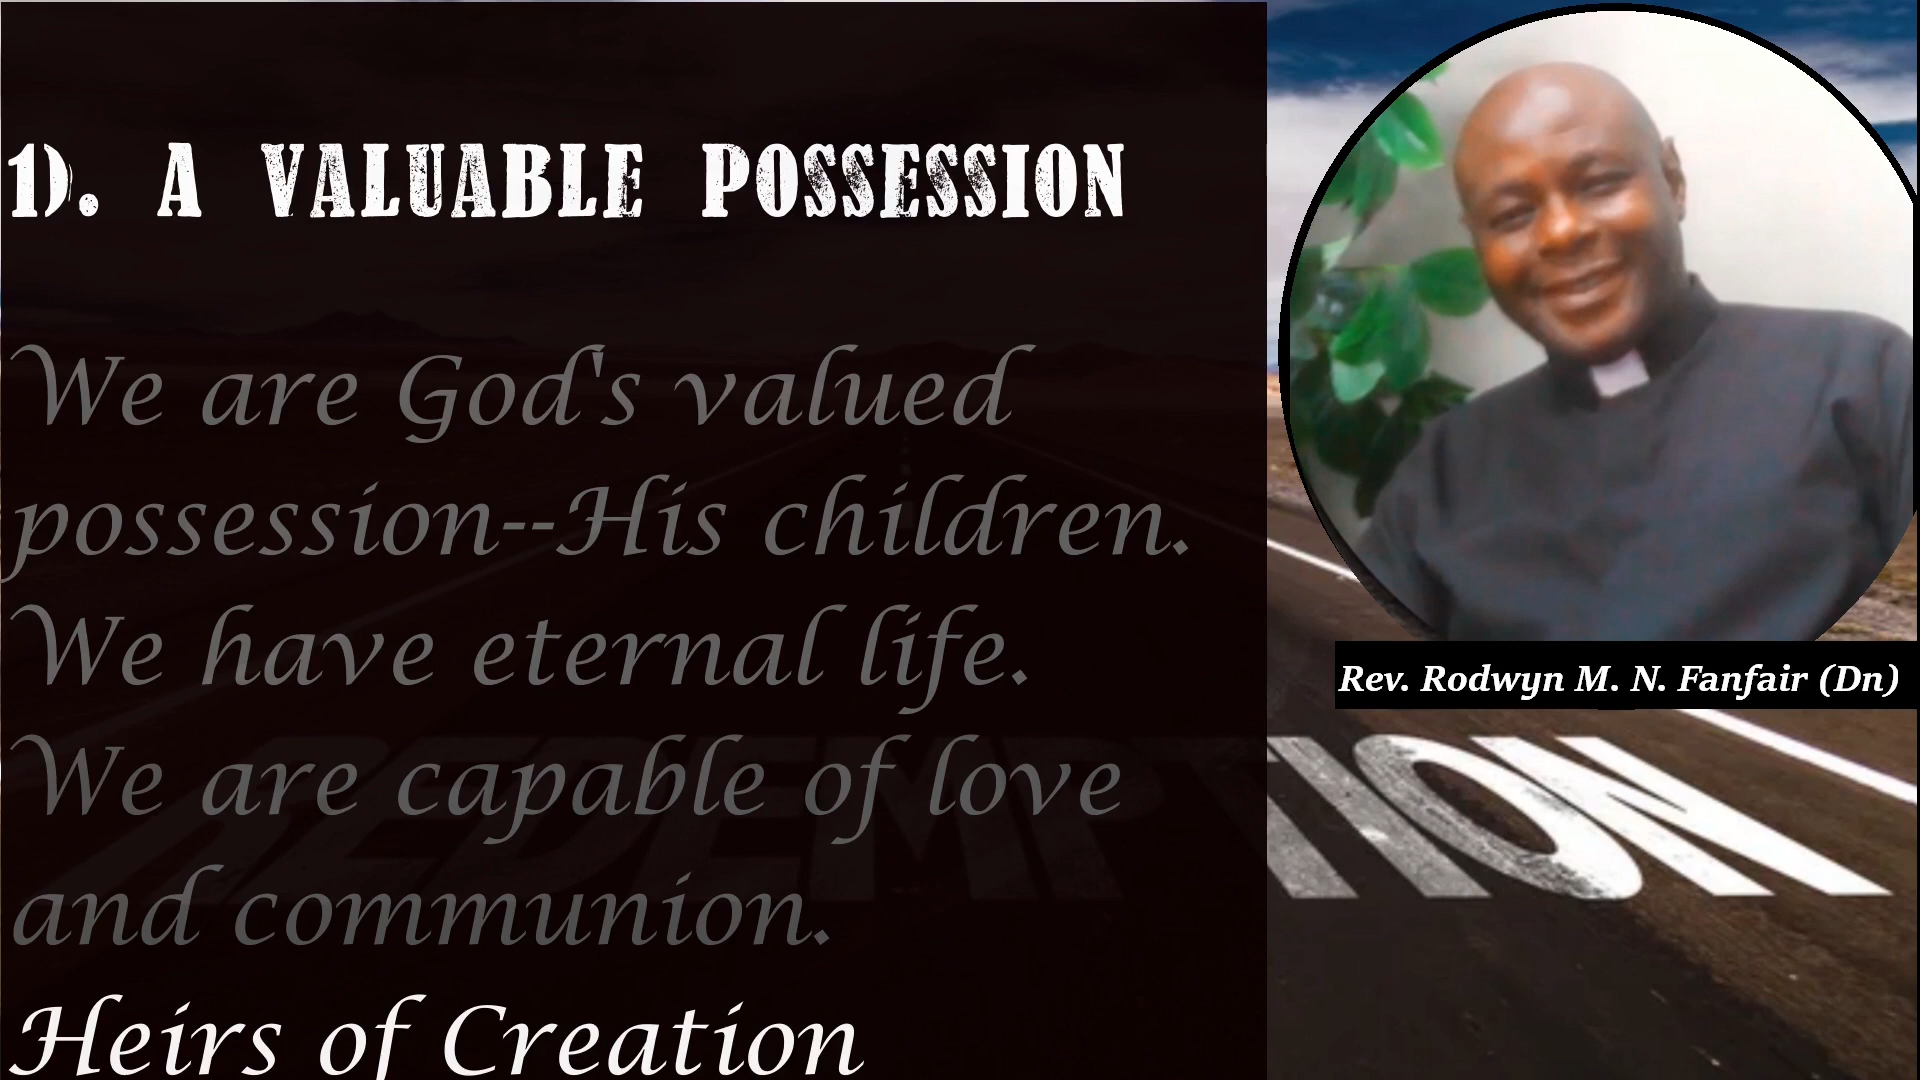 1). A VALUABLE POSSESSION
We are God's valued
possession--His children.
We have eternal life.
We are capable of love
and communion.
Heirs of Creation
Rev. Rodwyn M. N. Fanfair (Dn)
REDEMPTION